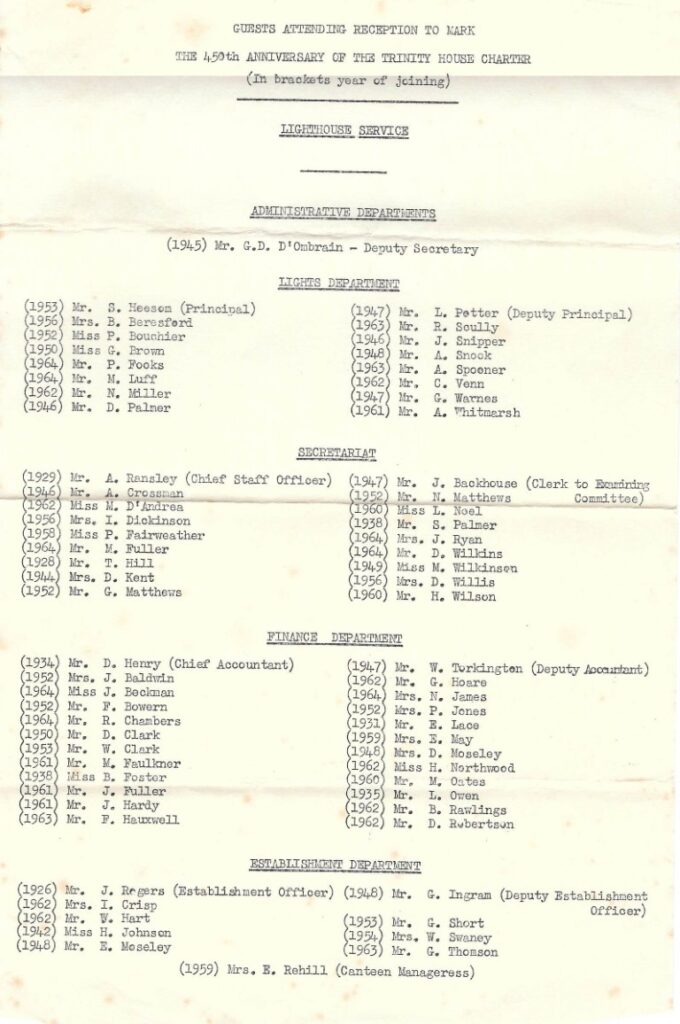 GUESTS ATTENDING RECEPTION TO MARK
THE 450th ANNIVERSARY OF THE TRINITY HOUSE CHARTER
(In brackets year of joining)
LIGHTHOUSE SERVICE
ADMINISTRATIVE DEPARTMENTS
(1945) Mr. G.D. D'Ombrain - Deputy Secretary
LIGHTS DEPARTMENT
(1953) Mr. S. Heesom (Principal)
(1956) Mrs. B. Beresford
(1952) Miss P. Bouchier
(1950) Miss G. Brown
(1964) Mr. P. Fooks
(1964) Mr. M. Luff
(1962) Mr. N. Miller
(1946) Mr. D. Palmer
(1947) Mr. L. Potter (Deputy Principal)
(1963) Mr. R. Scully
(1946) Mr. J. Snipper
(1948) Mr. A. Snook
(1963) Mr. A. Spooner
(1962) Mr. C. Venn
(1947) Mr. G. Warnes
(1961) Mr. A. Whitmarsh
SECRETARIAT
(1929) Mr. A. Ransley (Chief Staff Officer)
(1946) Mr. A. Crossman
(1962) Miss M. D'Andrea
(1956) Mrs. I. Dickinson
(1958) Miss P. Fairweather
(1964) Mr. M. Fuller
(1928) Mr. T. Hill
(1944) Mrs. D. Kent
(1952) Mr. G. Matthews
(1947) Mr. J. Backhouse (Clerk to Examining
(1952) Mr. N. Matthews Committee)
(1960) Miss L. Noel
(1938) Mr. S. Palmer
(1964) Mrs. J. Ryan
(1964) Mr. D. Wilkins
(1949) Miss M. Wilkinson
(1956) Mrs. D. Willis
(1960) Mr. H. Wilson
FINANCE DEPARTMENT
(1934) Mr. D. Henry (Chief Accountant)
(1952) Mrs. J. Baldwin
(1964) Miss J. Beckman
(1952) Mr. F. Bowern
(1964) Mr. R. Chambers
(1950) Mr. D. Clark
(1953) Mr. W. Clark
(1961) Mr. M. Faulkner
(1938) Miss B. Foster
(1961) Mr. J. Fuller
(1961) Mr. J. Hardy
(1963) Mr. F. Hauxwell
(1947) Mr. W. Torkington (Deputy Accountant)
(1962) Mr. G. Hoare
(1964) Mrs. N. James
(1952) Mrs. P. Jones
(1931) Mr. E. Lace
(1959) Mrs. E. May
(1948) Mrs. D. Moseley
(1962) Miss H. Northwood
(1960) Mr. M. Oates
(1935) Mr. L. Owen
(1962) Mr. B. Rawlings
(1962) Mr. D. Robertson
ESTABLISHMENT DEPARTMENT
(1926) Mr. J. Rogers (Establishment Officer)
(1962) Mrs. I. Crisp
(1962) Mr. W. Hart
(1942) Miss H. Johnson
(1948) Mr. E. Moseley
(1948) Mr. G. Ingram (Deputy Establishment
Officer)
(1953) Mr. G. Short
(1954) Mrs. W. Swaney
(1963) Mr. G. Thomson
(1959) Mrs. E. Rehill (Canteen Manageress)